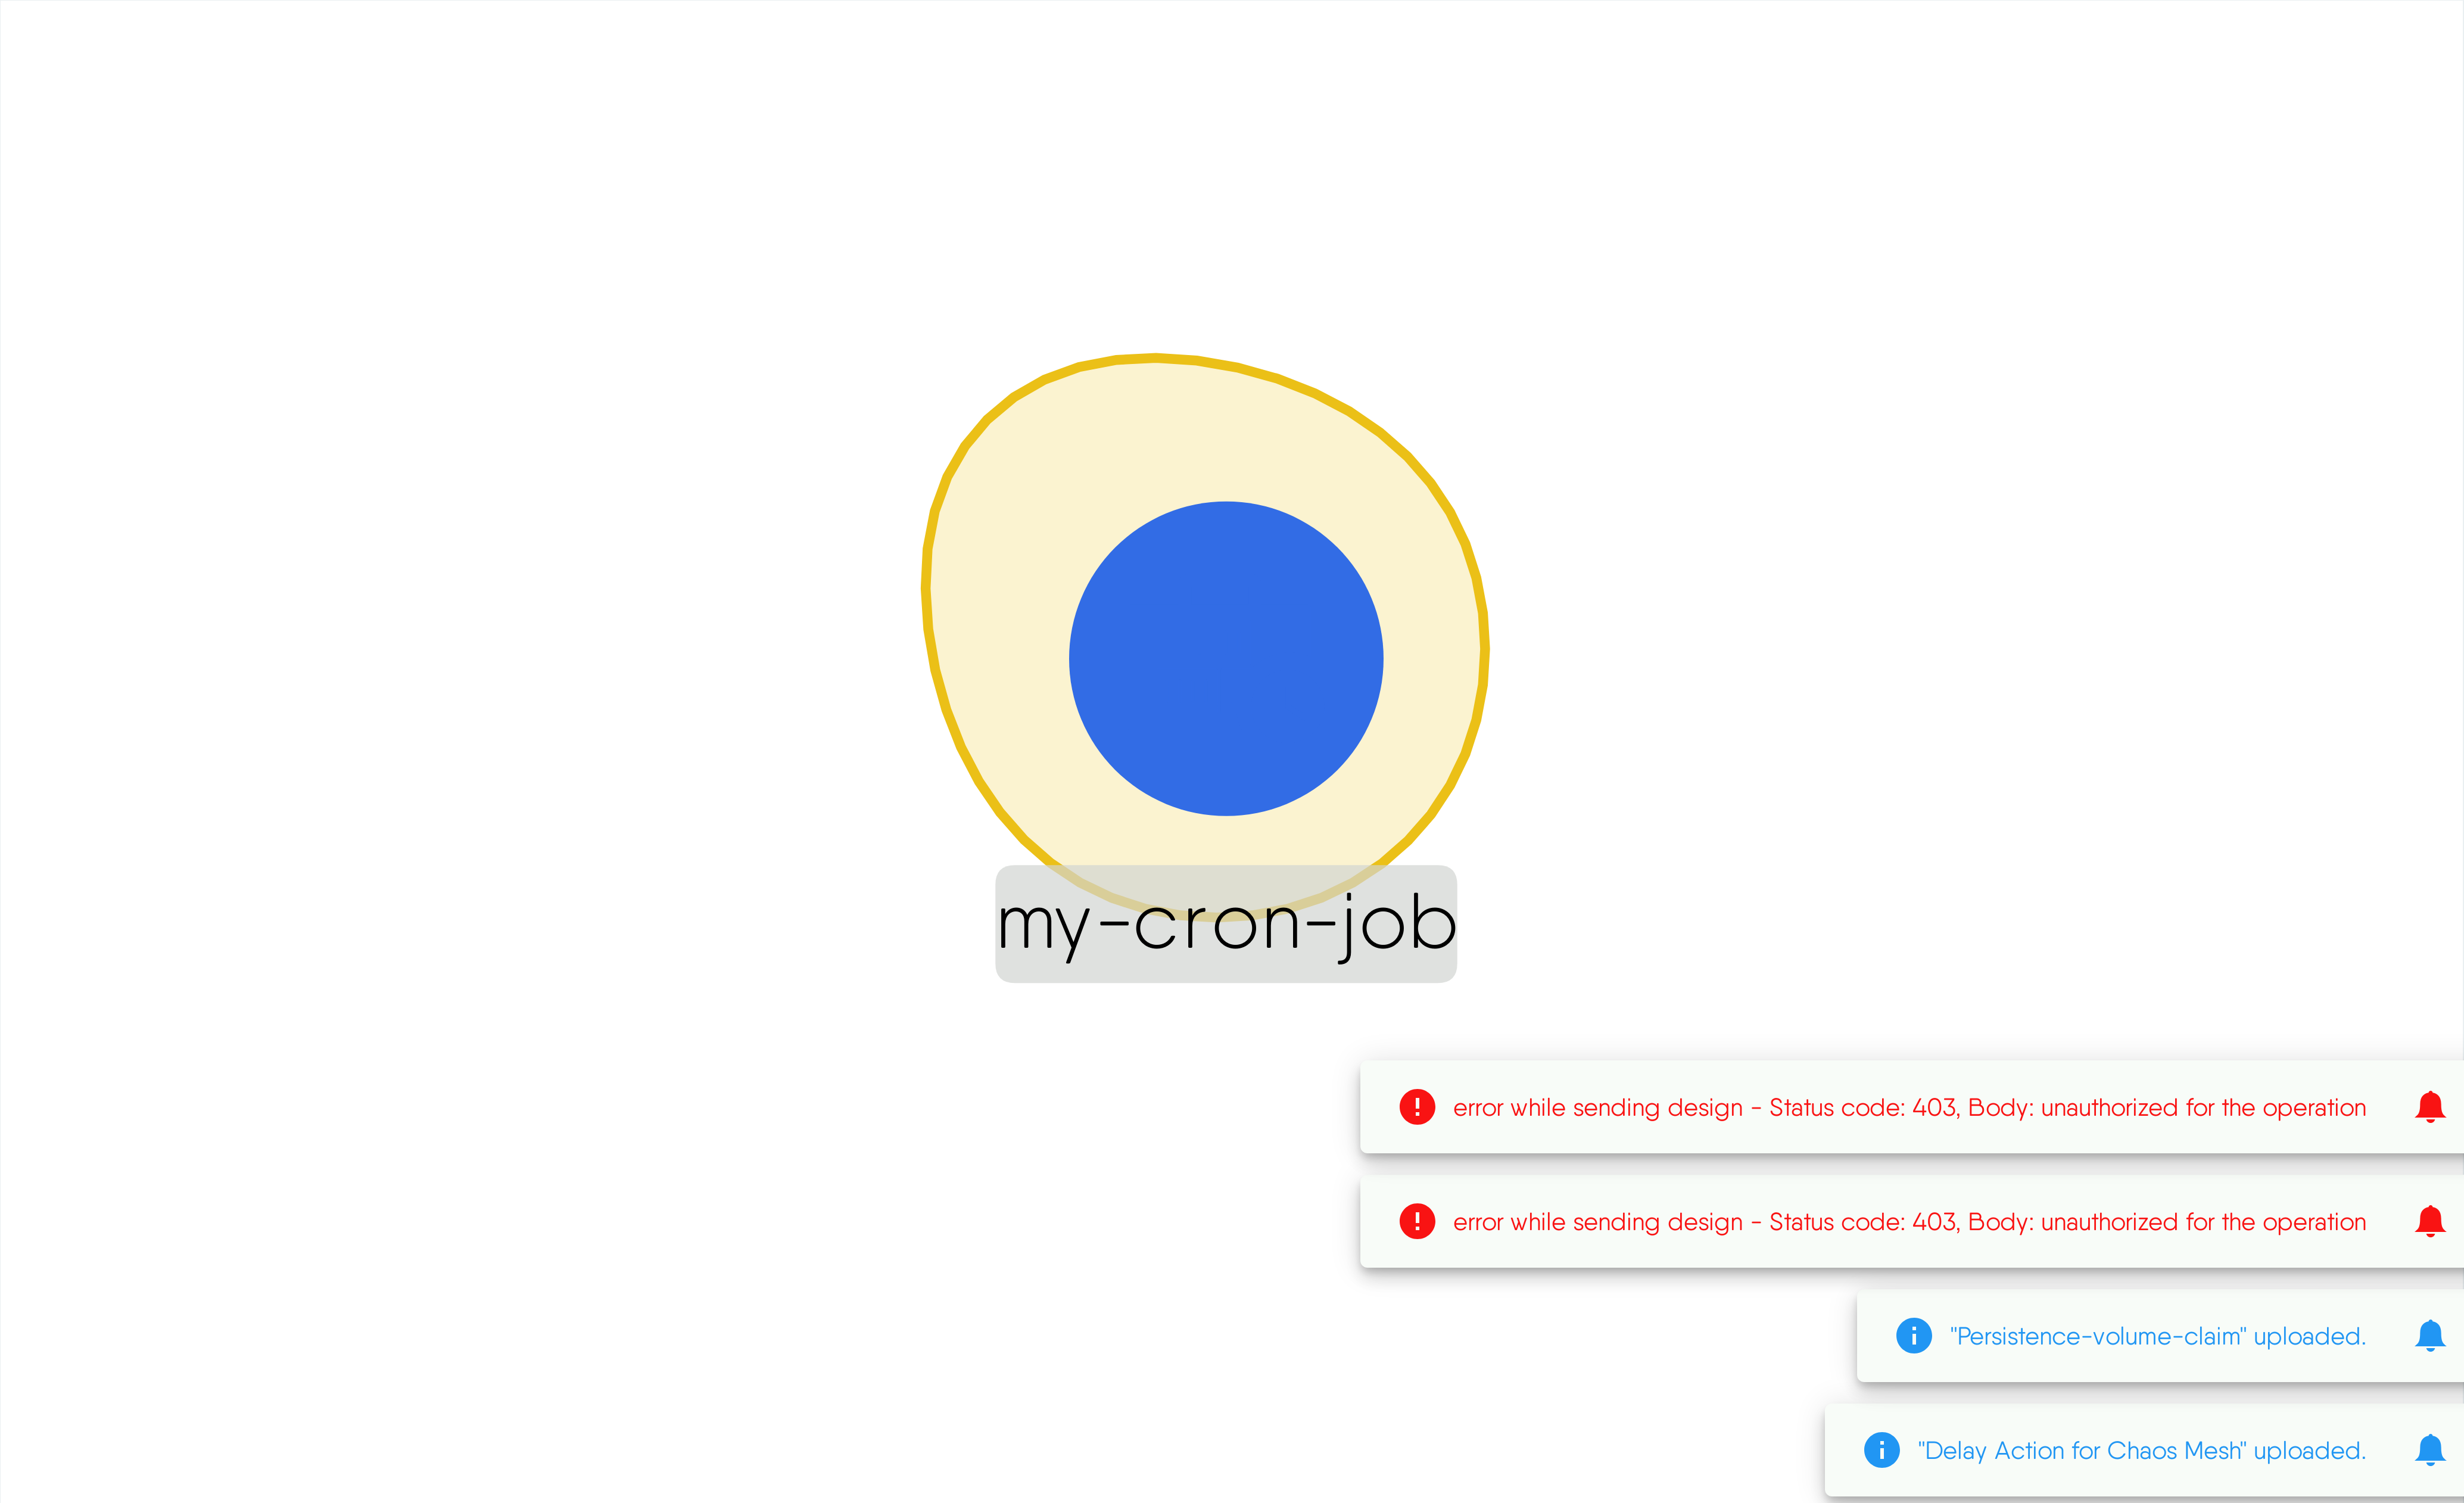 my-cron-job
error while sending design - Status code: 403, Body: unauthorized for the operation
error while sending design - Status code: 403, Body: unauthorized for the operation
"Persistence-volume-claim" uploaded.
"Delay Action for Chaos Mesh" uploaded.